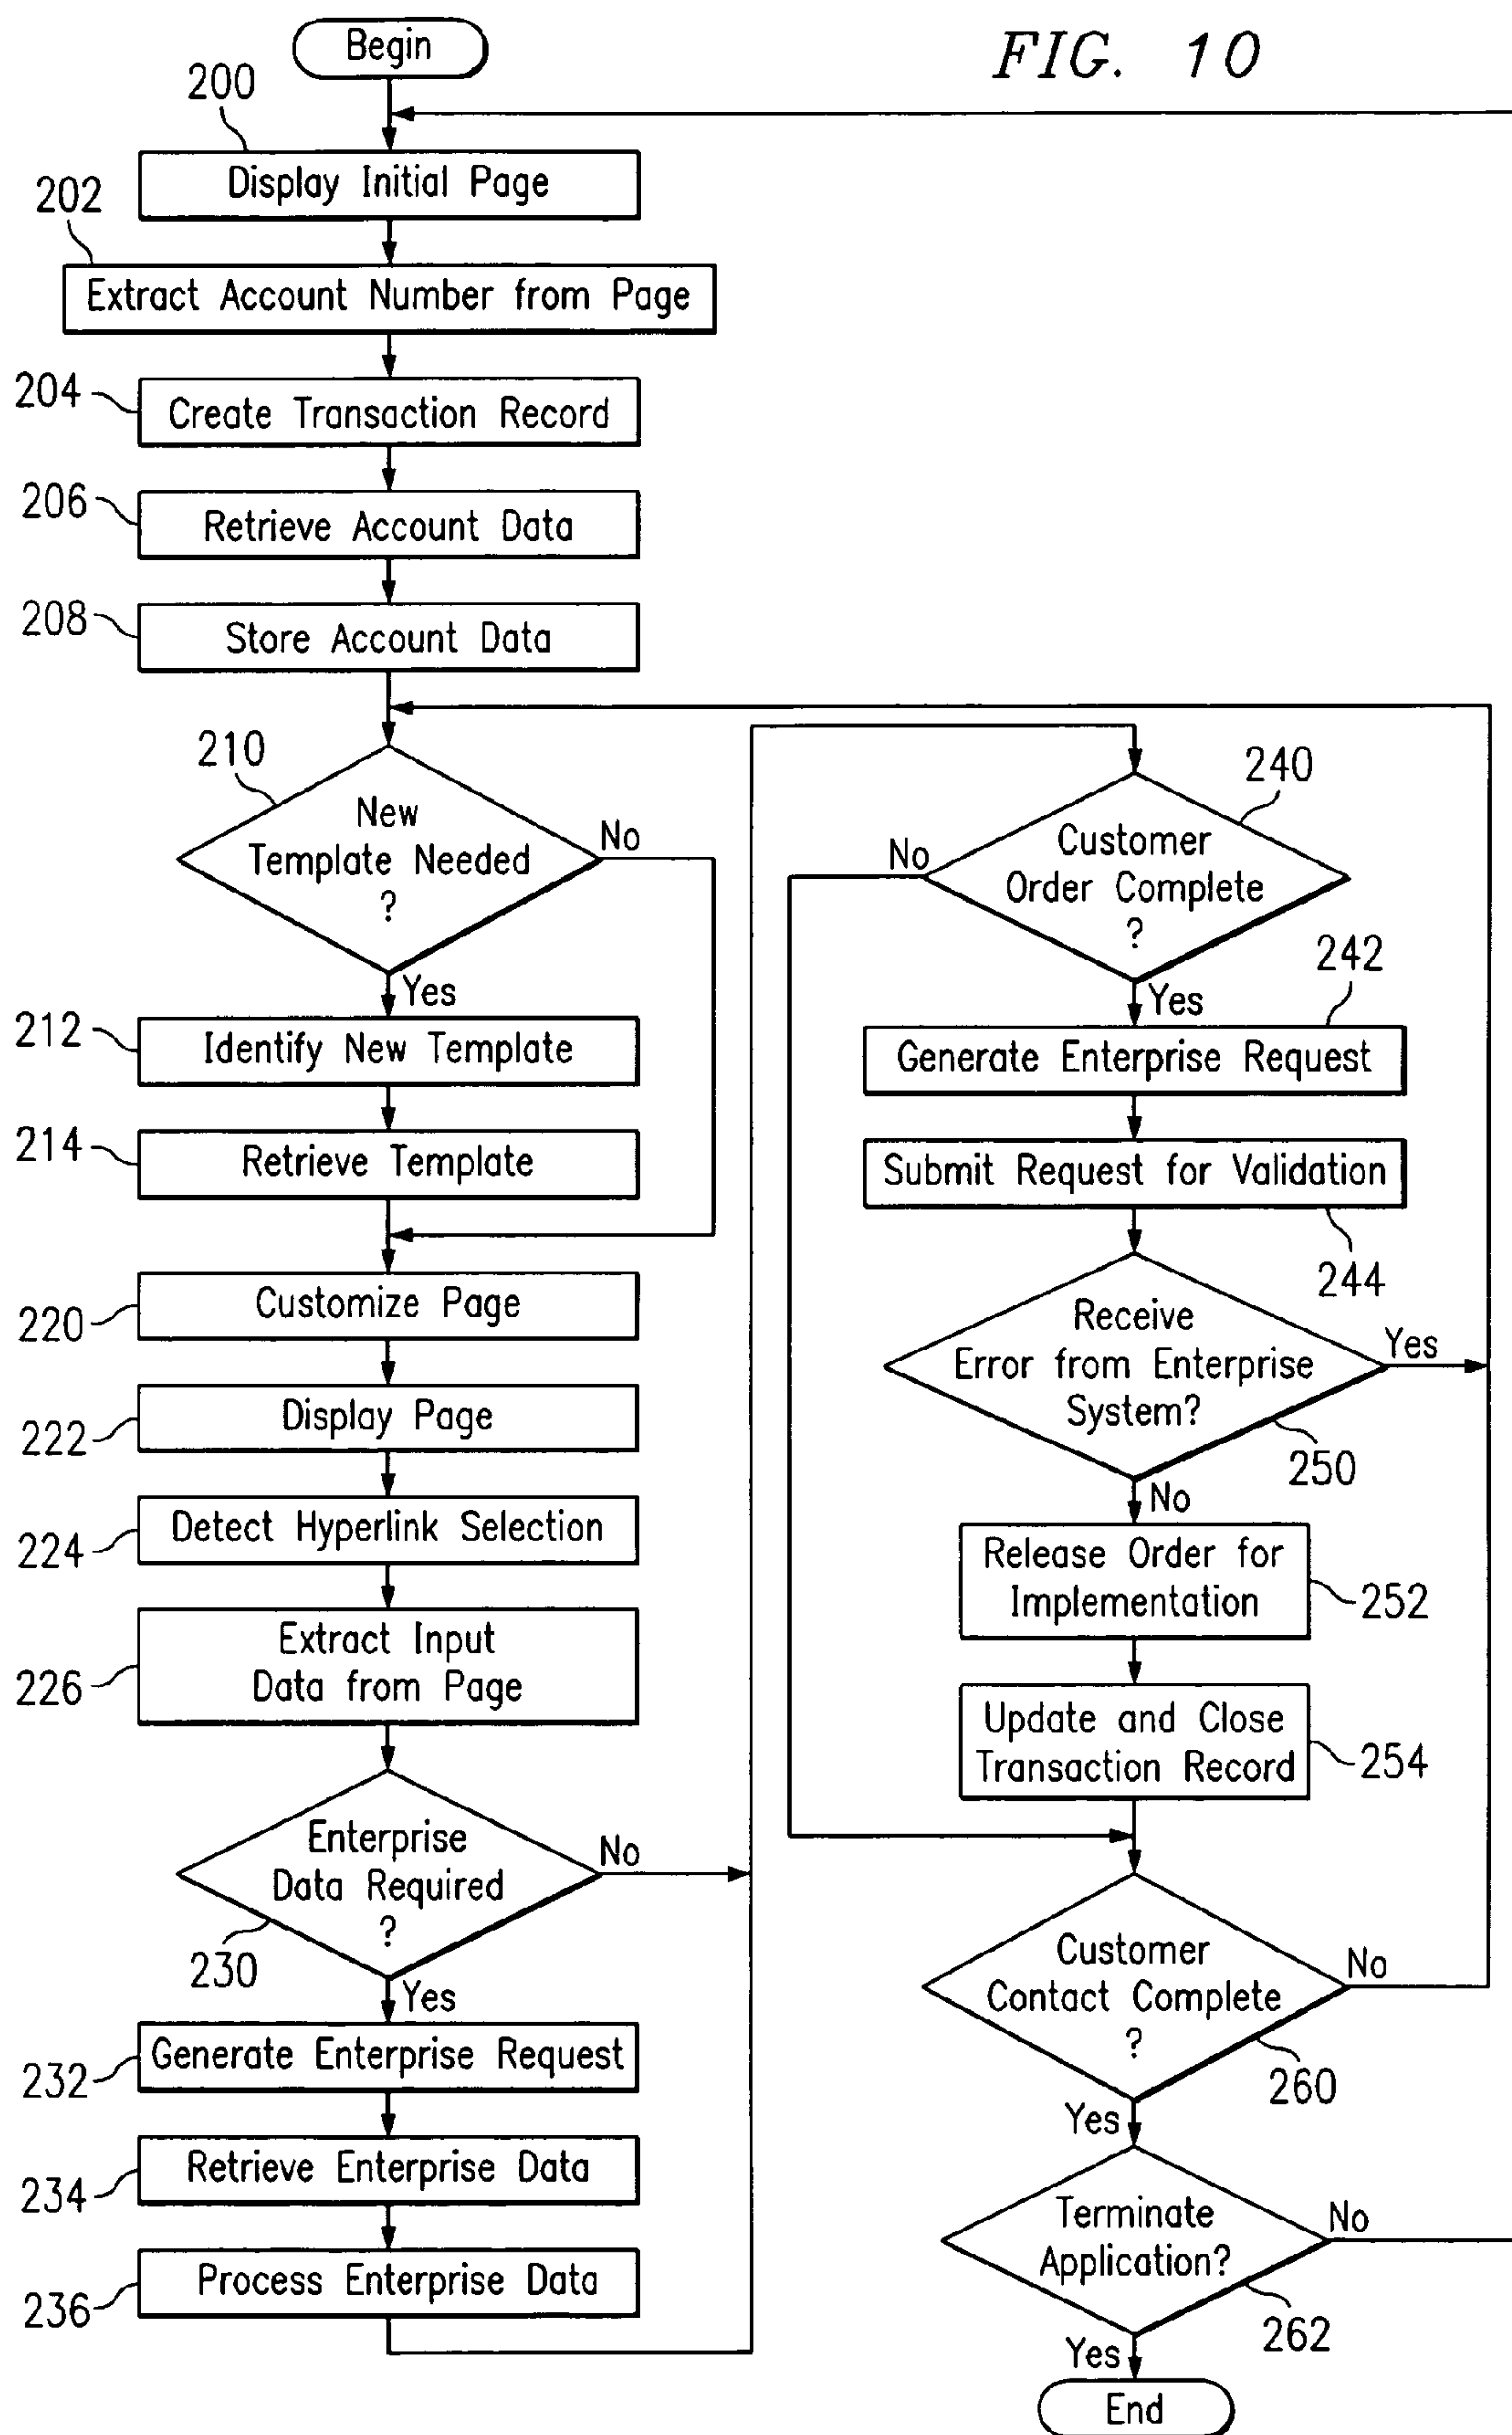 FIG. 10
Begin
200
Display Initial Page
202
Extract Account Number from Page
204
Create Transaction Record
206
Retrieve Account Data
208
Store Account Data
210
New
Template Needed
?
No
Yes
212
Identify New Template
214
Retrieve Template
220
Customize Page
222
Display Page
224
Detect Hyperlink Selection
226
Extract Input
Data from Page
230
Enterprise
Data Required
?
No
Yes
232
Generate Enterprise Request
234
Retrieve Enterprise Data
236
Process Enterprise Data
240
Customer
Order Complete
?
No
Yes
242
Generate Enterprise Request
Submit Request for Validation
244
Receive
Error from Enterprise
System?
Yes
250
No
Release Order for
Implementation
252
Update and Close
Transaction Record
254
Customer
Contact Complete
?
No
260
Yes
Terminate
Application?
No
262
Yes
End